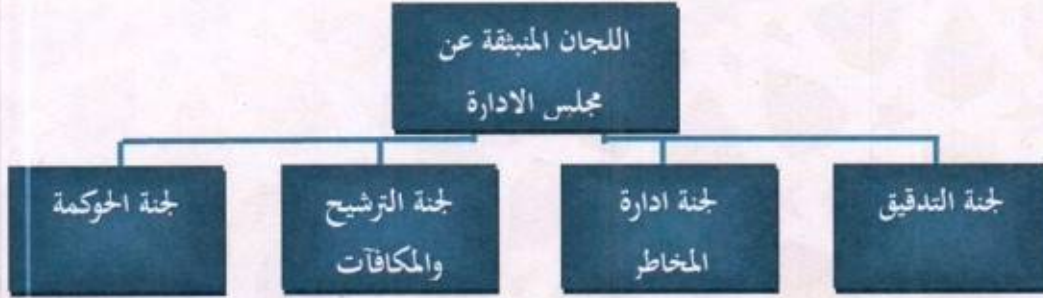 اللجان المنبثقة عن
مجلس الادارة
لجنة التدقيق
لجنة ادارة
المخاطر
لجنة الترشيح
والمكافآت
لجنة الحوكمة